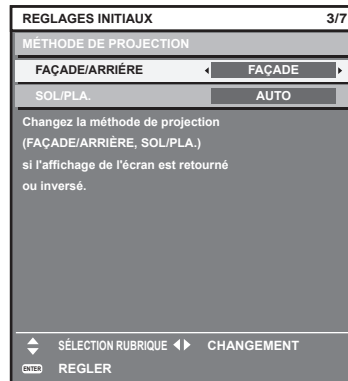 REGLAGES INITIAUX 3/7
MÉTHODE DE PROJECTION
FAÇADE/ARRIÉRE FAÇADE
SOL/PLA. AUTO
Changez la méthode de projection
(FAÇADE/ARRIÈRE, SOL/PLA.)
si l'affichage de l'écran est retourné
ou inversé.
SÉLECTION RUBRIQUE CHANGEMENT
ENTER REGLER